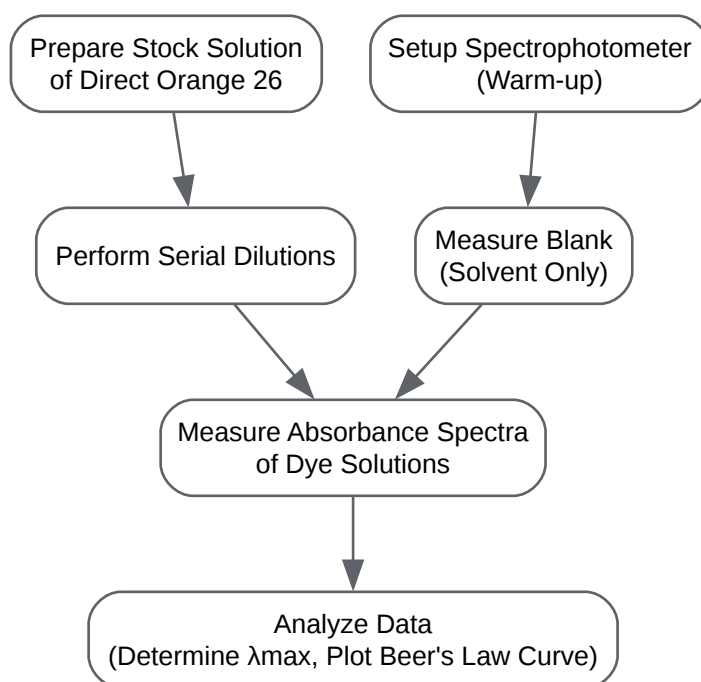 Prepare Stock Solution
of Direct Orange 26
Setup Spectrophotometer
(Warm-up)
Perform Serial Dilutions
Measure Blank
(Solvent Only)
Measure Absorbance Spectra
of Dye Solutions
Analyze Data
(Determine λmax, Plot Beer's Law Curve)